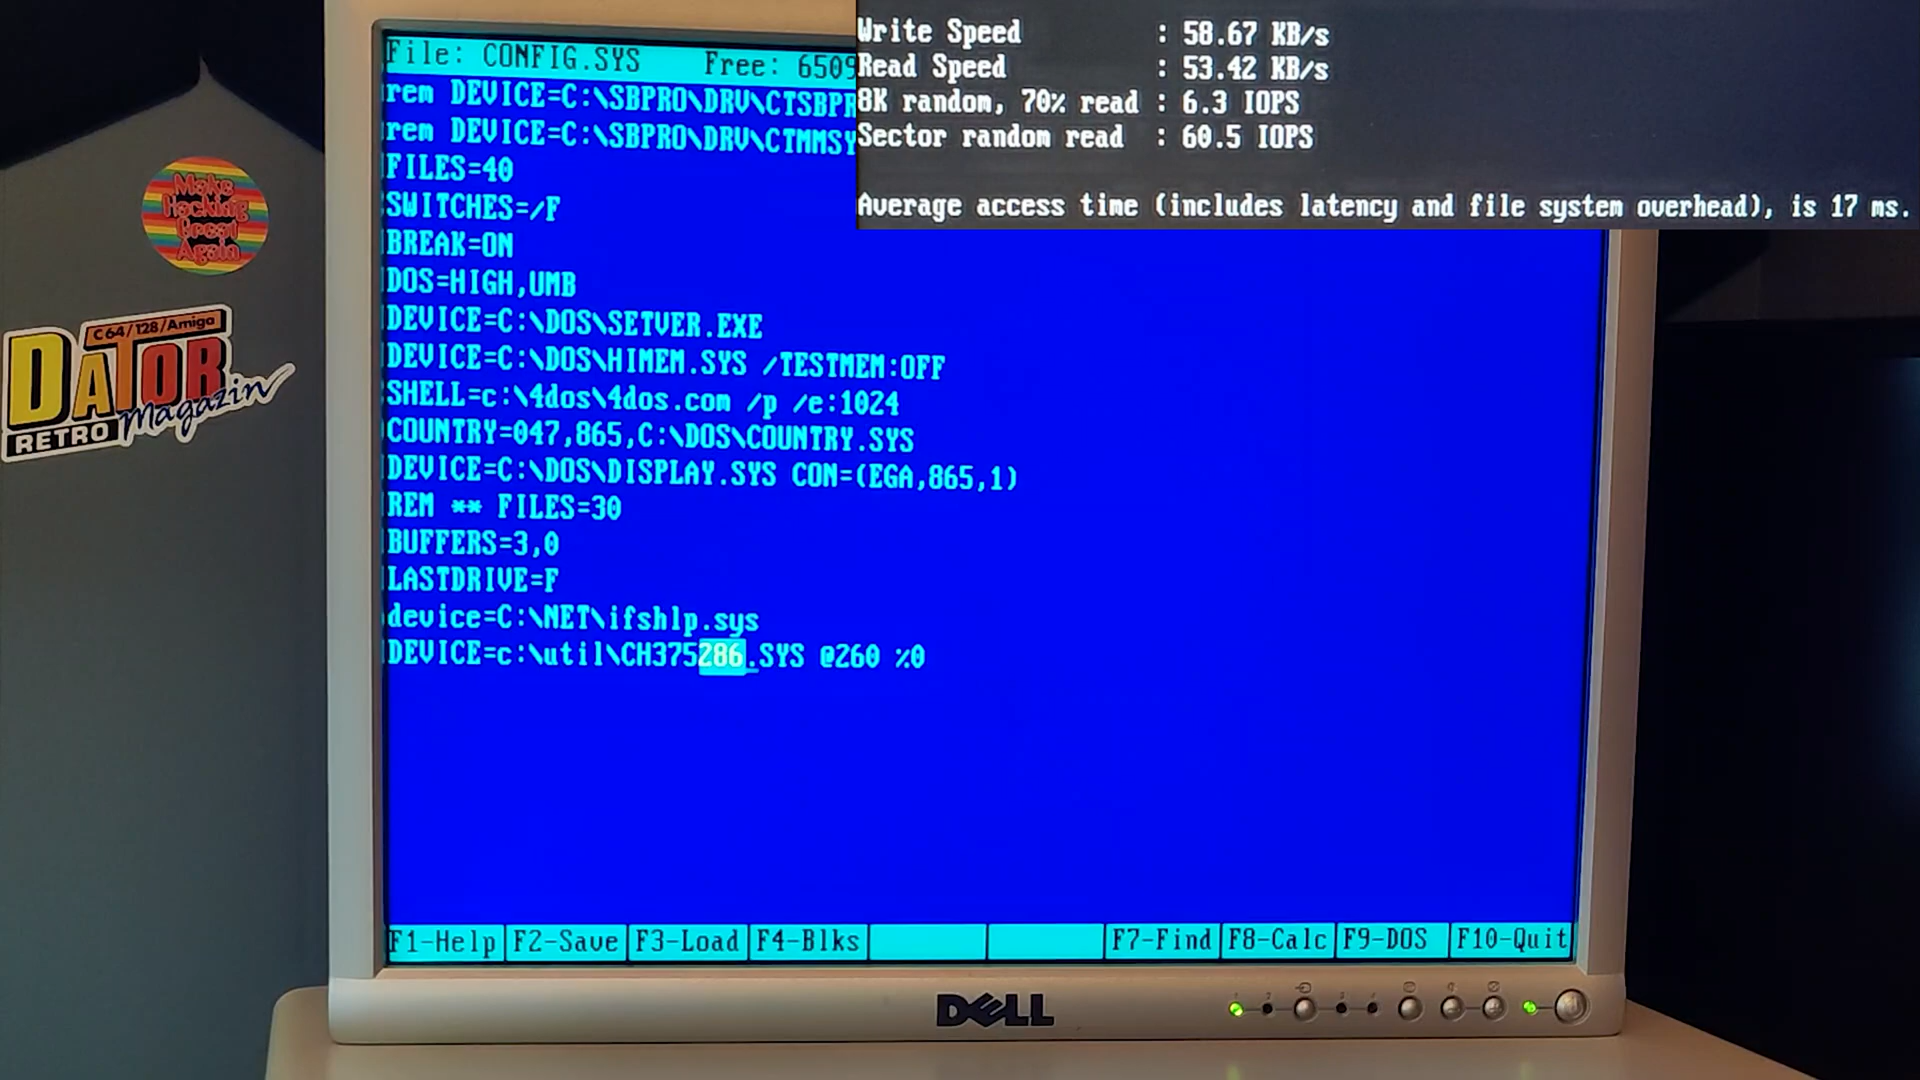 Write Speed : 58.67 KB/s
Read Speed : 53.42 KB/s
8K random, 70% read : 6.3 IOPS
Sector random read : 60.5 IOPS
Average access time (includes latency and file system overhead), is 17 ms.
File: CONFIG.SYS Free: 6509
rem DEVICE=C:\SBPRO\DRV\CTSBPR
rem DEVICE=C:\SBPRO\DRV\CTMMSY
FILES=40
SWITCHES=/F
BREAK=ON
DOS=HIGH,UMB
DEVICE=C:\DOS\SETVER.EXE
DEVICE=C:\DOS\HIMEM.SYS /TESTMEM:OFF
SHELL=c:\4dos\4dos.com /p /e:1024
COUNTRY=047,865,C:\DOS\COUNTRY.SYS
DEVICE=C:\DOS\DISPLAY.SYS CON=(EGA,865,1)
REM ** FILES=30
BUFFERS=3,0
LASTDRIVE=F
device=C:\NET\ifshlp.sys
DEVICE=c:\util\CH375286.SYS @260 %0
F1-Help F2-Save F3-Load F4-Blks F7-Find F8-Calc F9-DOS F10-Quit
DELL
Make
Hacking
Great
Again
C64/128/Amiga
DATOR
Magazin
RETRO